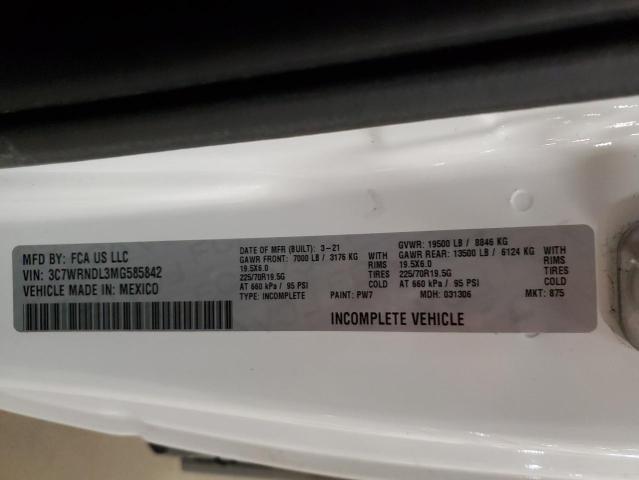 MFD BY: FCA US LLC
VIN: 3C7WRNDL3MG585842
VEHICLE MADE IN: MEXICO
DATE OF MFR (BUILT): 3-21
GAWR FRONT: 7000 LB / 3176 KG WITH
19.5X6.0 RIMS
225/70R19.5G TIRES
AT 660 kPa / 95 PSI COLD
TYPE: INCOMPLETE PAINT: PW7
GVWR: 19500 LB / 8846 KG
GAWR REAR: 13500 LB / 6124 KG WITH
19.5X6.0 RIMS
225/70R19.5G TIRES
AT 660 kPa / 95 PSI COLD
MDH: 031306 MKT: 875
INCOMPLETE VEHICLE